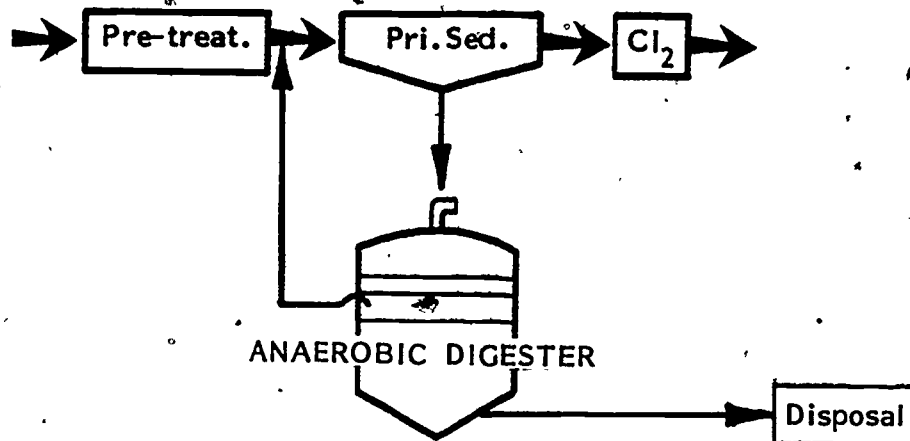 Pre-treat.
Pri.Sed.
Cl₂
ANAEROBIC DIGESTER
Disposal